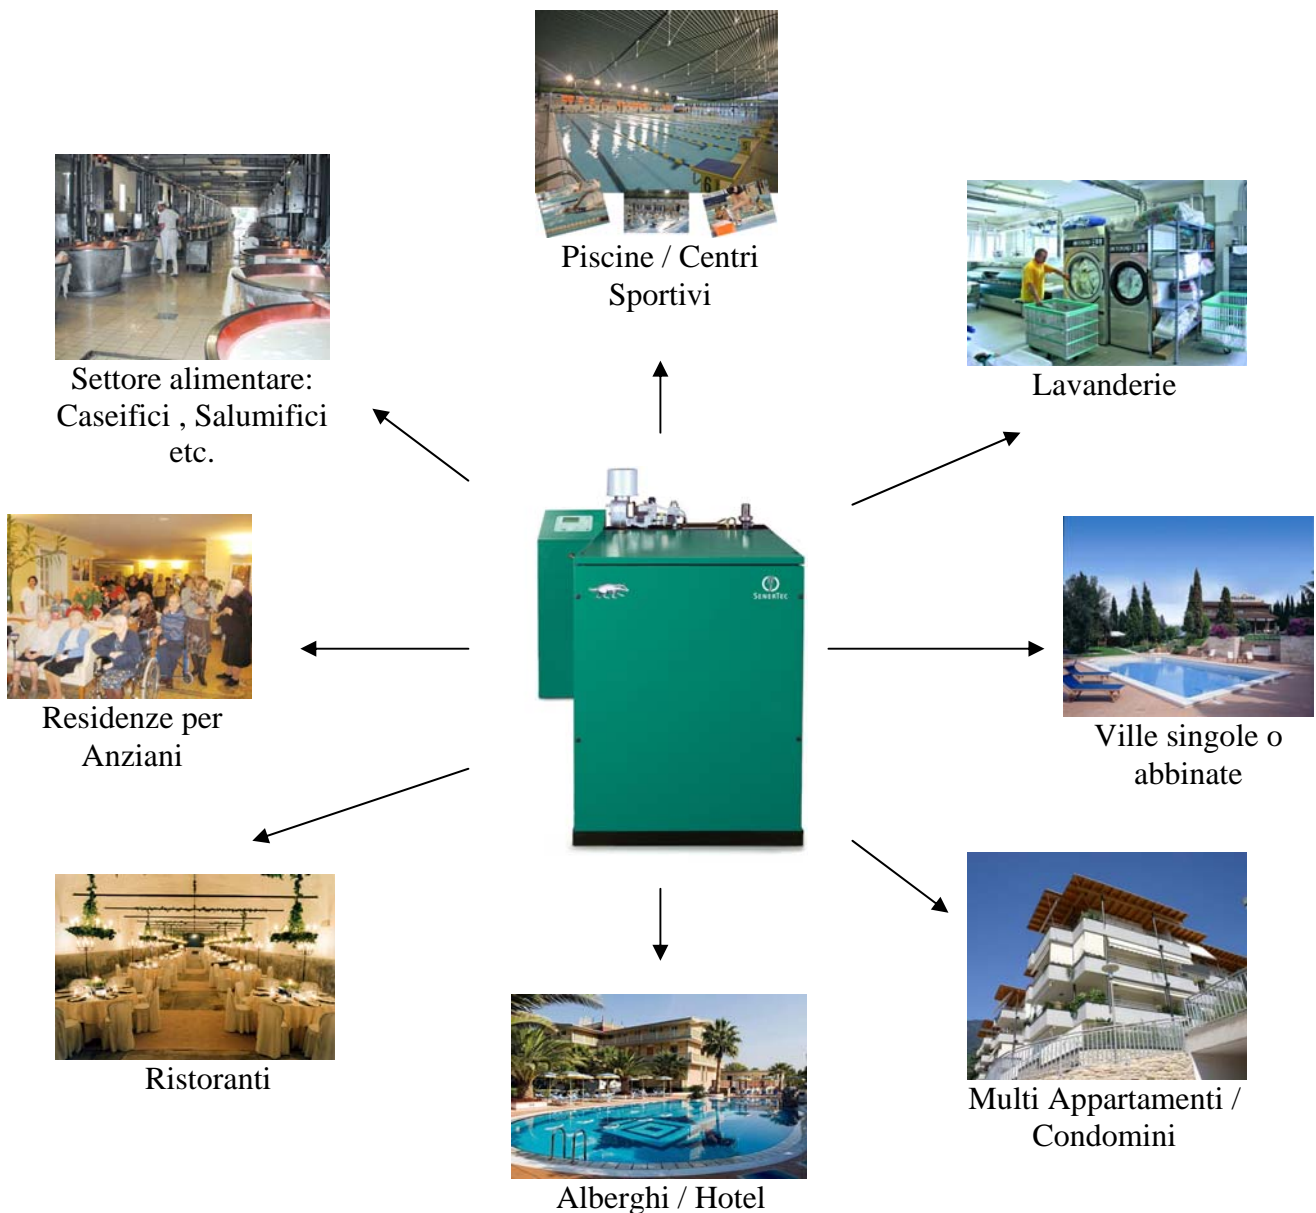 Piscine / Centri
Sportivi
Lavanderie
Settore alimentare:
Caseifici , Salumifici
etc.
SENERTEC
Residenze per
Anziani
Ville singole o
abbinate
Ristoranti
Multi Appartamenti /
Condomini
Alberghi / Hotel